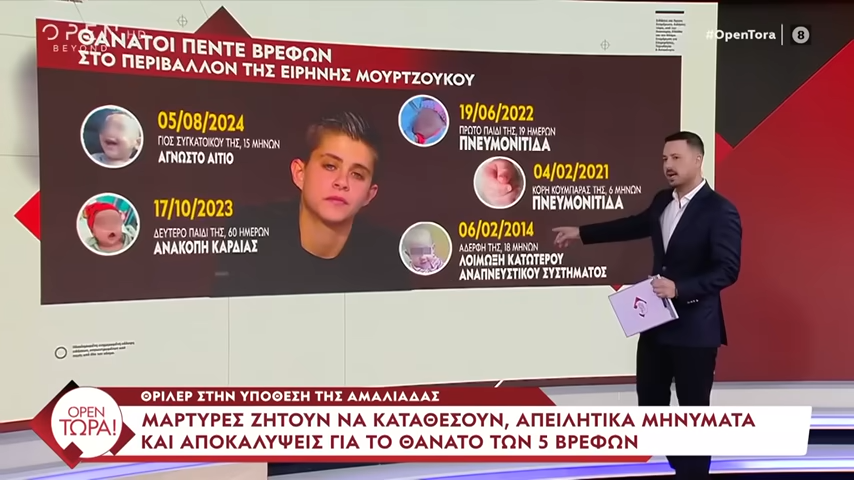 OPEN
BEYOND
ΘΑΝΑΤΟΙ ΠΕΝΤΕ ΒΡΕΦΩΝ
ΣΤΟ ΠΕΡΙΒΑΛΛΟΝ ΤΗΣ ΕΙΡΗΝΗΣ ΜΟΥΡΤΖΟΥΚΟΥ
#OpenTora
8
05/08/2024
ΓΙΟΣ ΣΥΓΚΑΤΟΙΚΟΥ ΤΗΣ, 15 ΜΗΝΩΝ
ΑΓΝΩΣΤΟ ΑΙΤΙΟ
17/10/2023
ΔΕΥΤΕΡΟ ΠΑΙΔΙ ΤΗΣ, 60 ΗΜΕΡΩΝ
ΑΝΑΚΟΠΗ ΚΑΡΔΙΑΣ
19/06/2022
ΠΡΩΤΟ ΠΑΙΔΙ ΤΗΣ, 19 ΗΜΕΡΩΝ
ΠΝΕΥΜΟΝΙΤΙΔΑ
04/02/2021
ΚΟΡΗ ΚΟΥΜΠΑΡΑΣ ΤΗΣ, 6 ΜΗΝΩΝ
ΠΝΕΥΜΟΝΙΤΙΔΑ
06/02/2014
ΑΔΕΡΦΗ ΤΗΣ, 18 ΜΗΝΩΝ
ΛΟΙΜΩΞΗ ΚΑΤΩΤΕΡΟΥ
ΑΝΑΠΝΕΥΣΤΙΚΟΥ ΣΥΣΤΗΜΑΤΟΣ
ΘΡΙΛΕΡ ΣΤΗΝ ΥΠΟΘΕΣΗ ΤΗΣ ΑΜΑΛΙΑΔΑΣ
OPEN
ΤΩΡΑ!
ΜΑΡΤΥΡΕΣ ΖΗΤΟΥΝ ΝΑ ΚΑΤΑΘΕΣΟΥΝ, ΑΠΕΙΛΗΤΙΚΑ ΜΗΝΥΜΑΤΑ
ΚΑΙ ΑΠΟΚΑΛΥΨΕΙΣ ΓΙΑ ΤΟ ΘΑΝΑΤΟ ΤΩΝ 5 ΒΡΕΦΩΝ